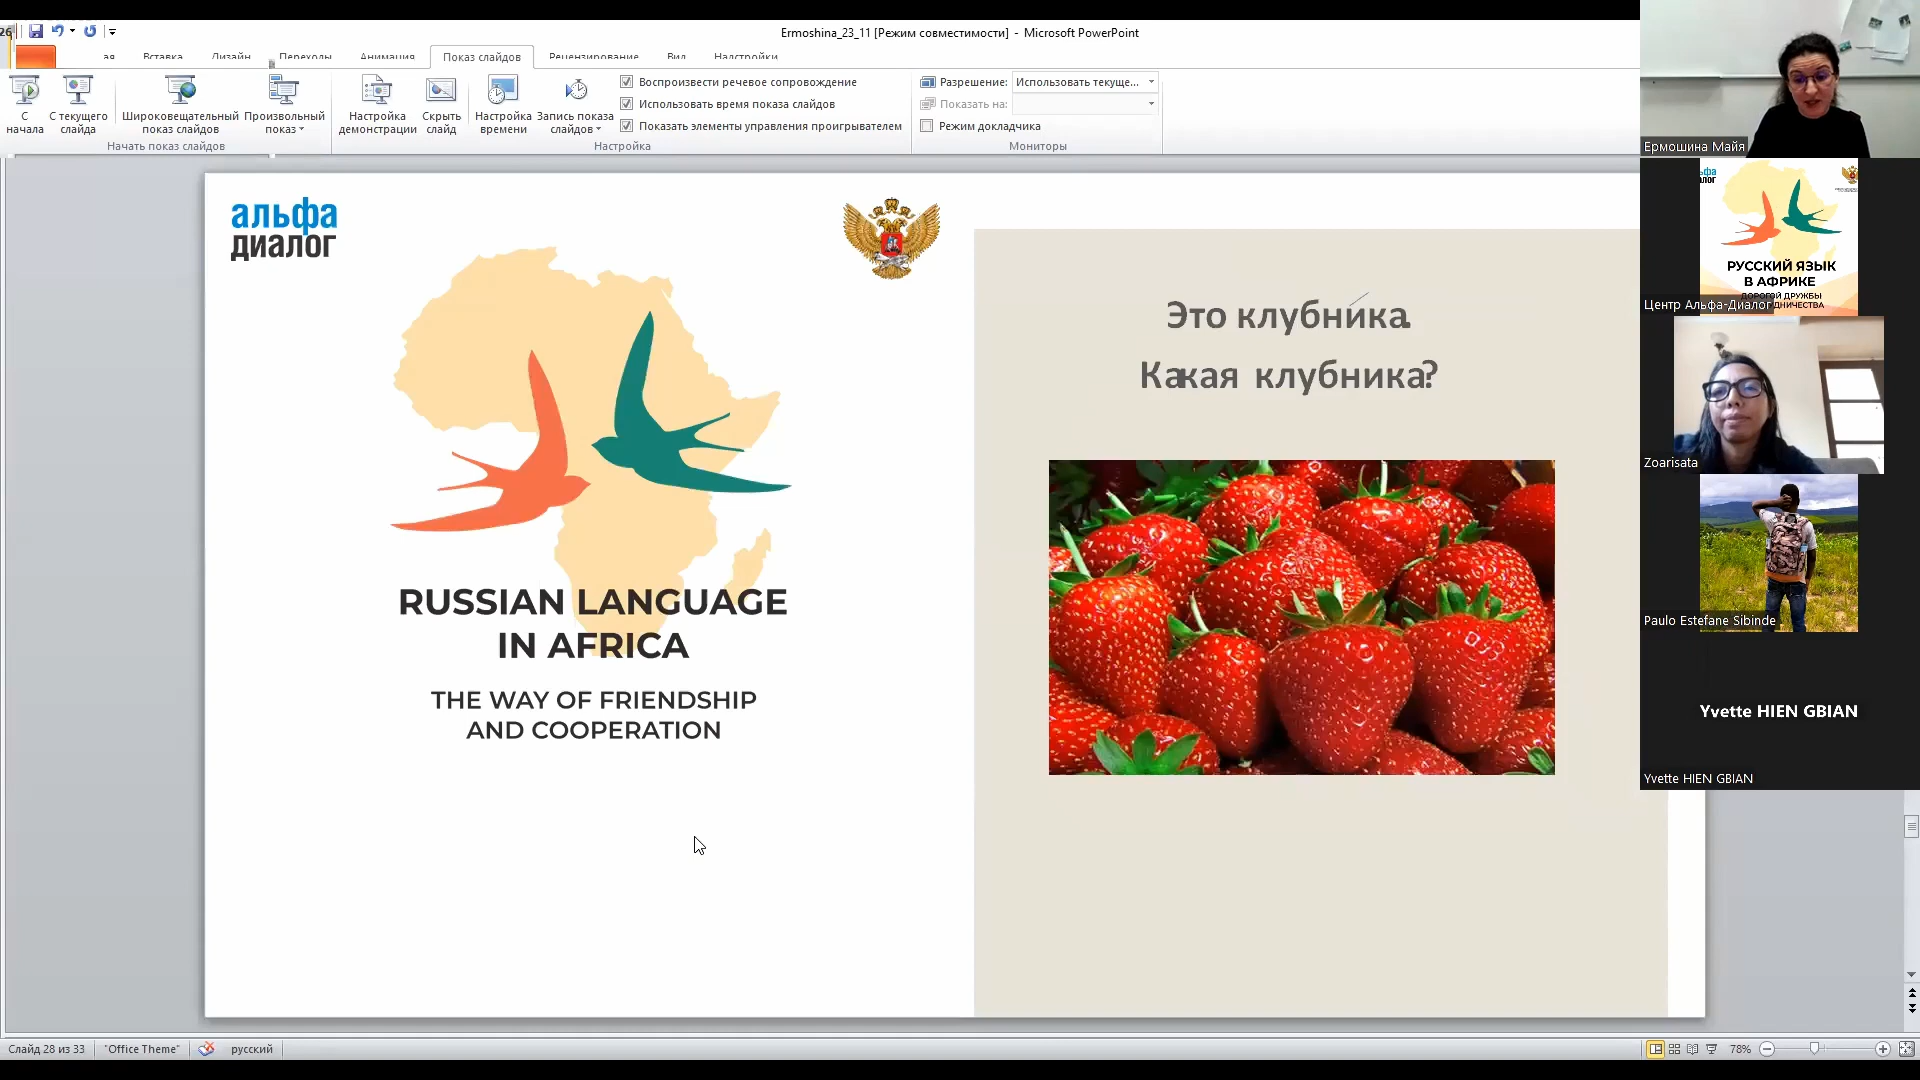 Ermoshina_23_11 [Режим совместимости] - Microsoft PowerPoint
Вставка Дизайн Переходы Анимация Показ слайдов Рецензирование Вид Надстройки
С начала
С текущего слайда
Широковещательный показ слайдов
Произвольный показ
Начать показ слайдов
Настройка демонстрации
Скрыть слайд
Настройка времени
Запись показа слайдов
Воспроизвести речевое сопровождение
Использовать время показа слайдов
Показать элементы управления проигрывателем
Настройка
Разрешение: Использовать текуще...
Показать на:
Режим докладчика
Мониторы
альфа
диалог
RUSSIAN LANGUAGE
IN AFRICA
THE WAY OF FRIENDSHIP
AND COOPERATION
Это клубника.
Какая клубника?
Ермошина Майя
РУССКИЙ ЯЗЫК
В АФРИКЕ
Центр Альфа-Диалог
Zoarisata
Paulo Estefane Sibinde
Yvette HIEN GBIAN
Yvette HIEN GBIAN
Слайд 28 из 33
"Office Theme"
русский
78%